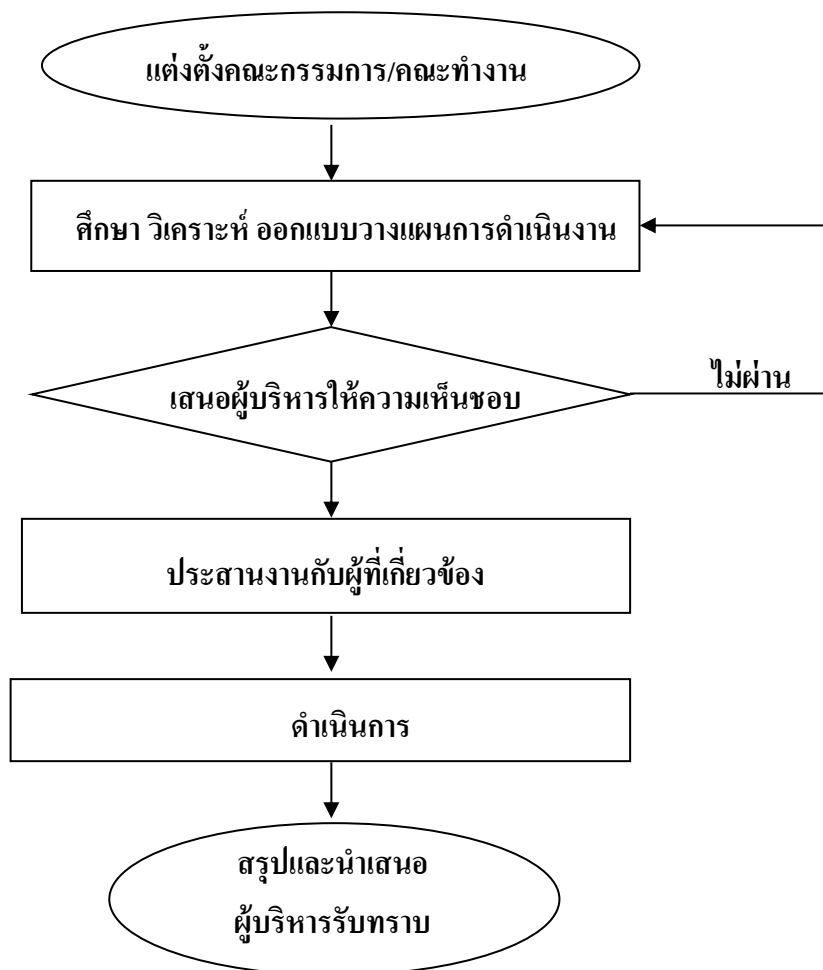 แต่งตั้งคณะกรรมการ/คณะทำงาน
ศึกษา วิเคราะห์ ออกแบบวางแผนการดำเนินงาน
ไม่ผ่าน
เสนอผู้บริหารให้ความเห็นชอบ
ประสานงานกับผู้ที่เกี่ยวข้อง
ดำเนินการ
สรุปและนำเสนอ
ผู้บริหารรับทราบ